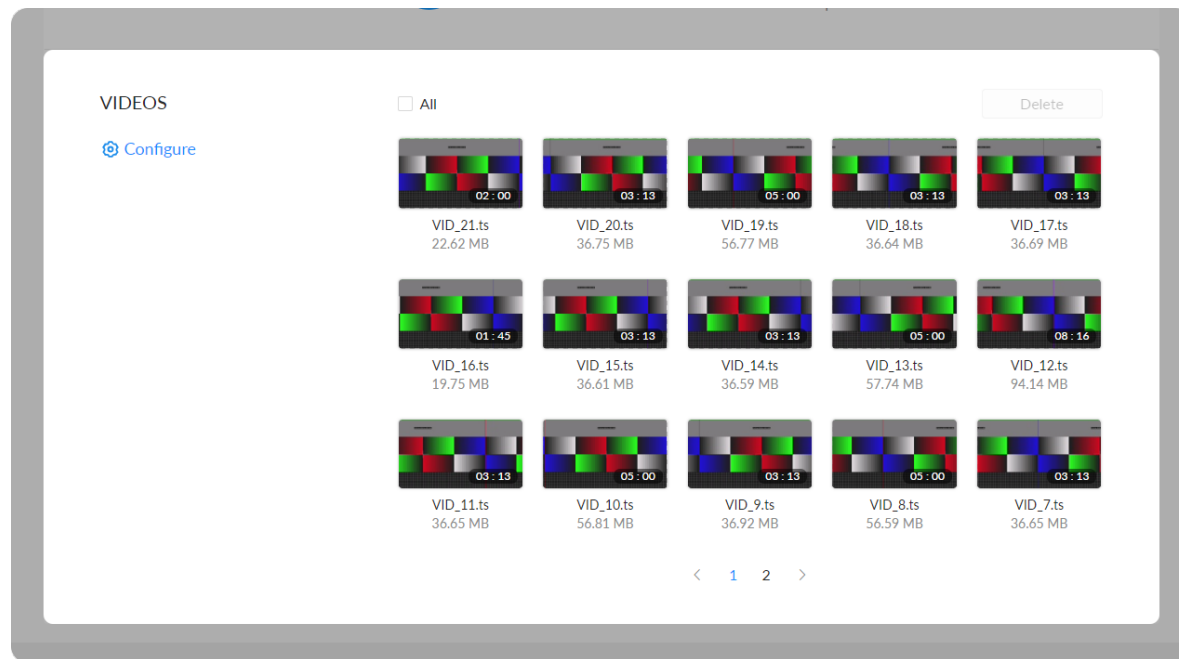 VIDEOS
All
Delete
Configure
02 : 00
03 : 13
05 : 00
03 : 13
03 : 13
VID_21.ts
VID_20.ts
VID_19.ts
VID_18.ts
VID_17.ts
22.62 MB
36.75 MB
56.77 MB
36.64 MB
36.69 MB
01 : 45
03 : 13
03 : 13
05 : 00
08 : 16
VID_16.ts
VID_15.ts
VID_14.ts
VID_13.ts
VID_12.ts
19.75 MB
36.61 MB
36.59 MB
57.74 MB
94.14 MB
03 : 13
05 : 00
03 : 13
05 : 00
03 : 13
VID_11.ts
VID_10.ts
VID_9.ts
VID_8.ts
VID_7.ts
36.65 MB
56.81 MB
36.92 MB
56.59 MB
36.65 MB
1
2